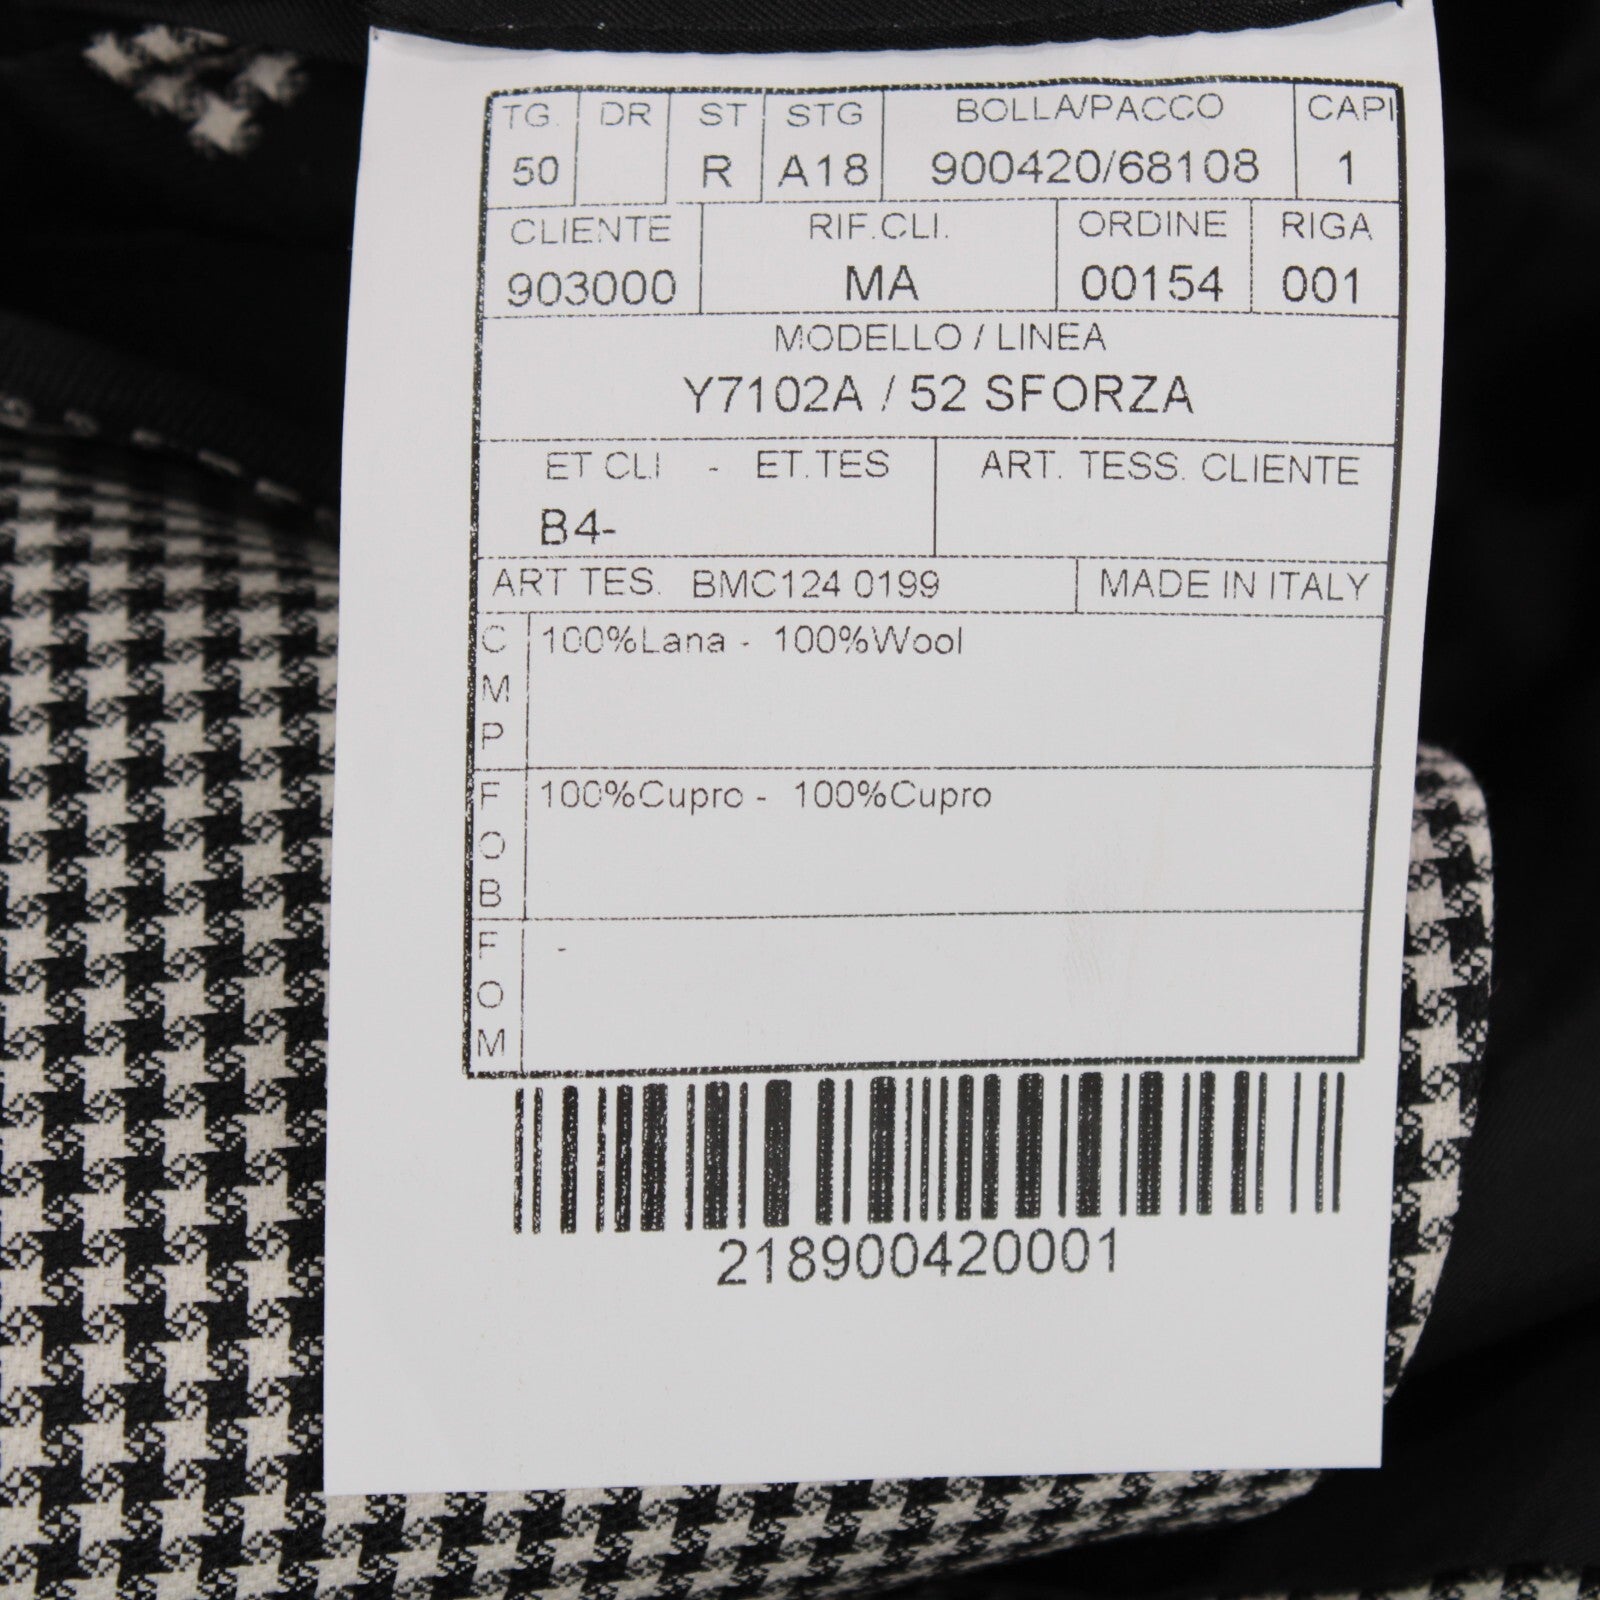 TG. DR ST STG BOLLA/PACCO CAPI
50 R A18 900420/68108 1
CLIENTE RIF.CLI. ORDINE RIGA
903000 MA 00154 001
MODELLO / LINEA
Y7102A / 52 SFORZA
ET CLI - ET.TES ART. TESS. CLIENTE
B4-
ART TES. BMC124 0199 MADE IN ITALY
C 100%Lana - 100%Wool
M
P
F 100%Cupro - 100%Cupro
O
B
F -
O
M
218900420001